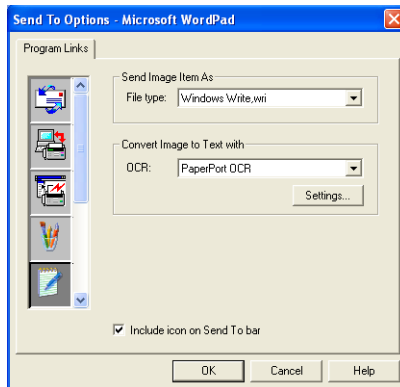 Send To Options - Microsoft WordPad
Program Links
Send Image Item As
File type: Windows Write,wri
Convert Image to Text with
OCR: PaperPort OCR
Settings...
Include icon on Send To bar
OK Cancel Help